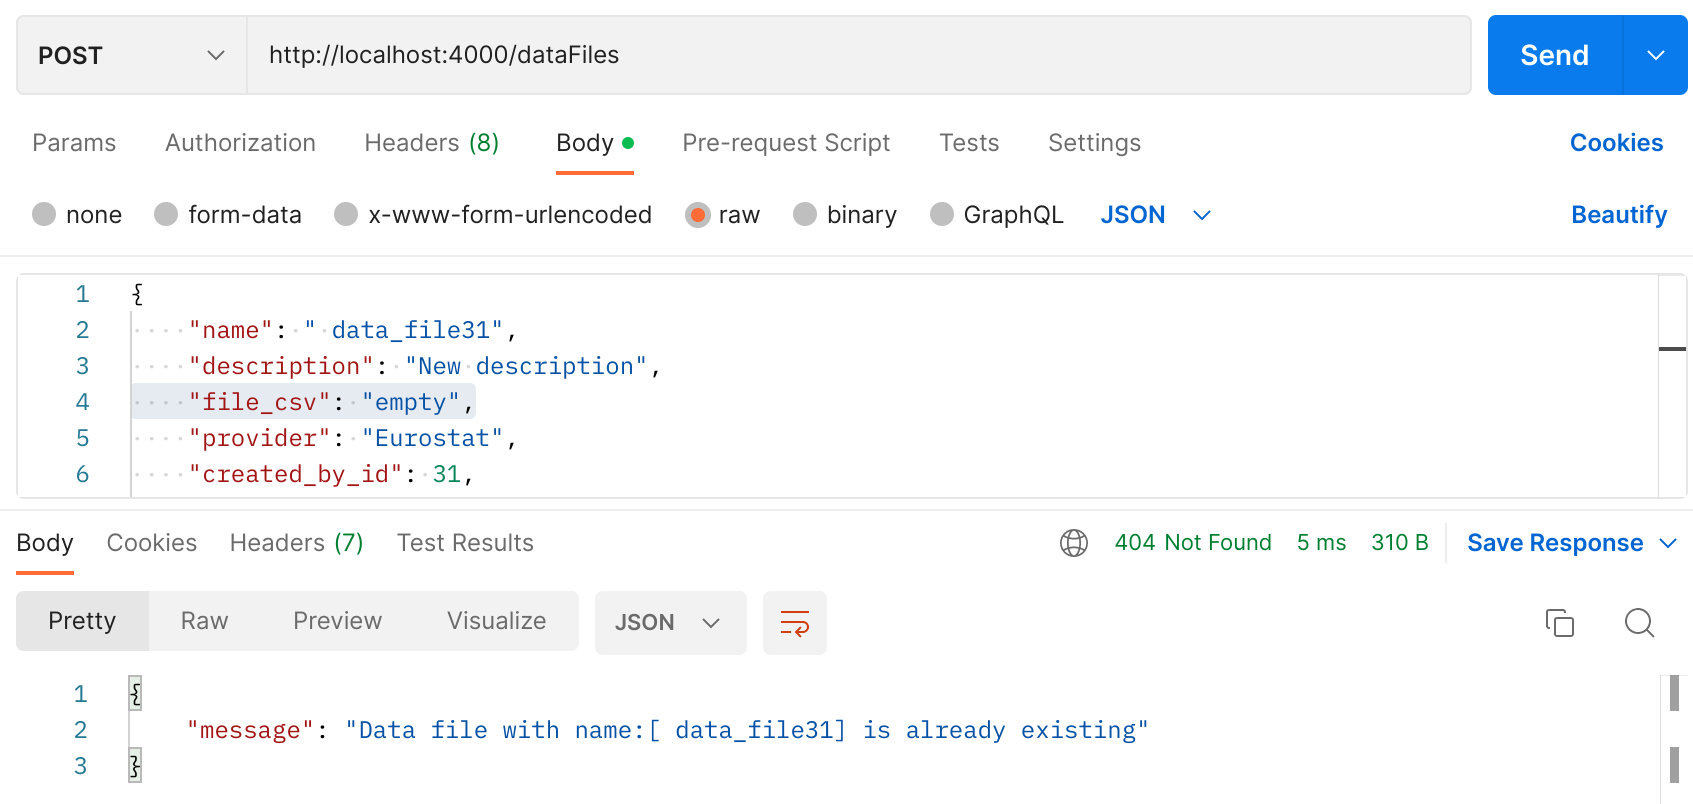 POST http://localhost:4000/dataFiles Send
Params Authorization Headers (8) Body Pre-request Script Tests Settings Cookies
none form-data x-www-form-urlencoded raw binary GraphQL JSON Beautify
1 {
2 ····"name":·"·data_file31",
3 ····"description":·"New·description",
4 ····"file_csv":·"empty",
5 ····"provider":·"Eurostat",
6 ····"created_by_id":·31,
Body Cookies Headers (7) Test Results 404 Not Found 5 ms 310 B Save Response
Pretty Raw Preview Visualize JSON
1 {
2 "message": "Data file with name:[ data_file31] is already existing"
3 }